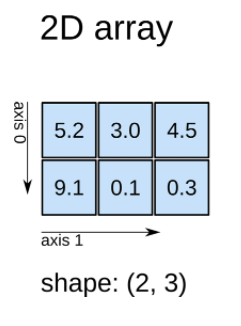 2D array
axis 0
5.2 3.0 4.5
9.1 0.1 0.3
axis 1
shape: (2, 3)